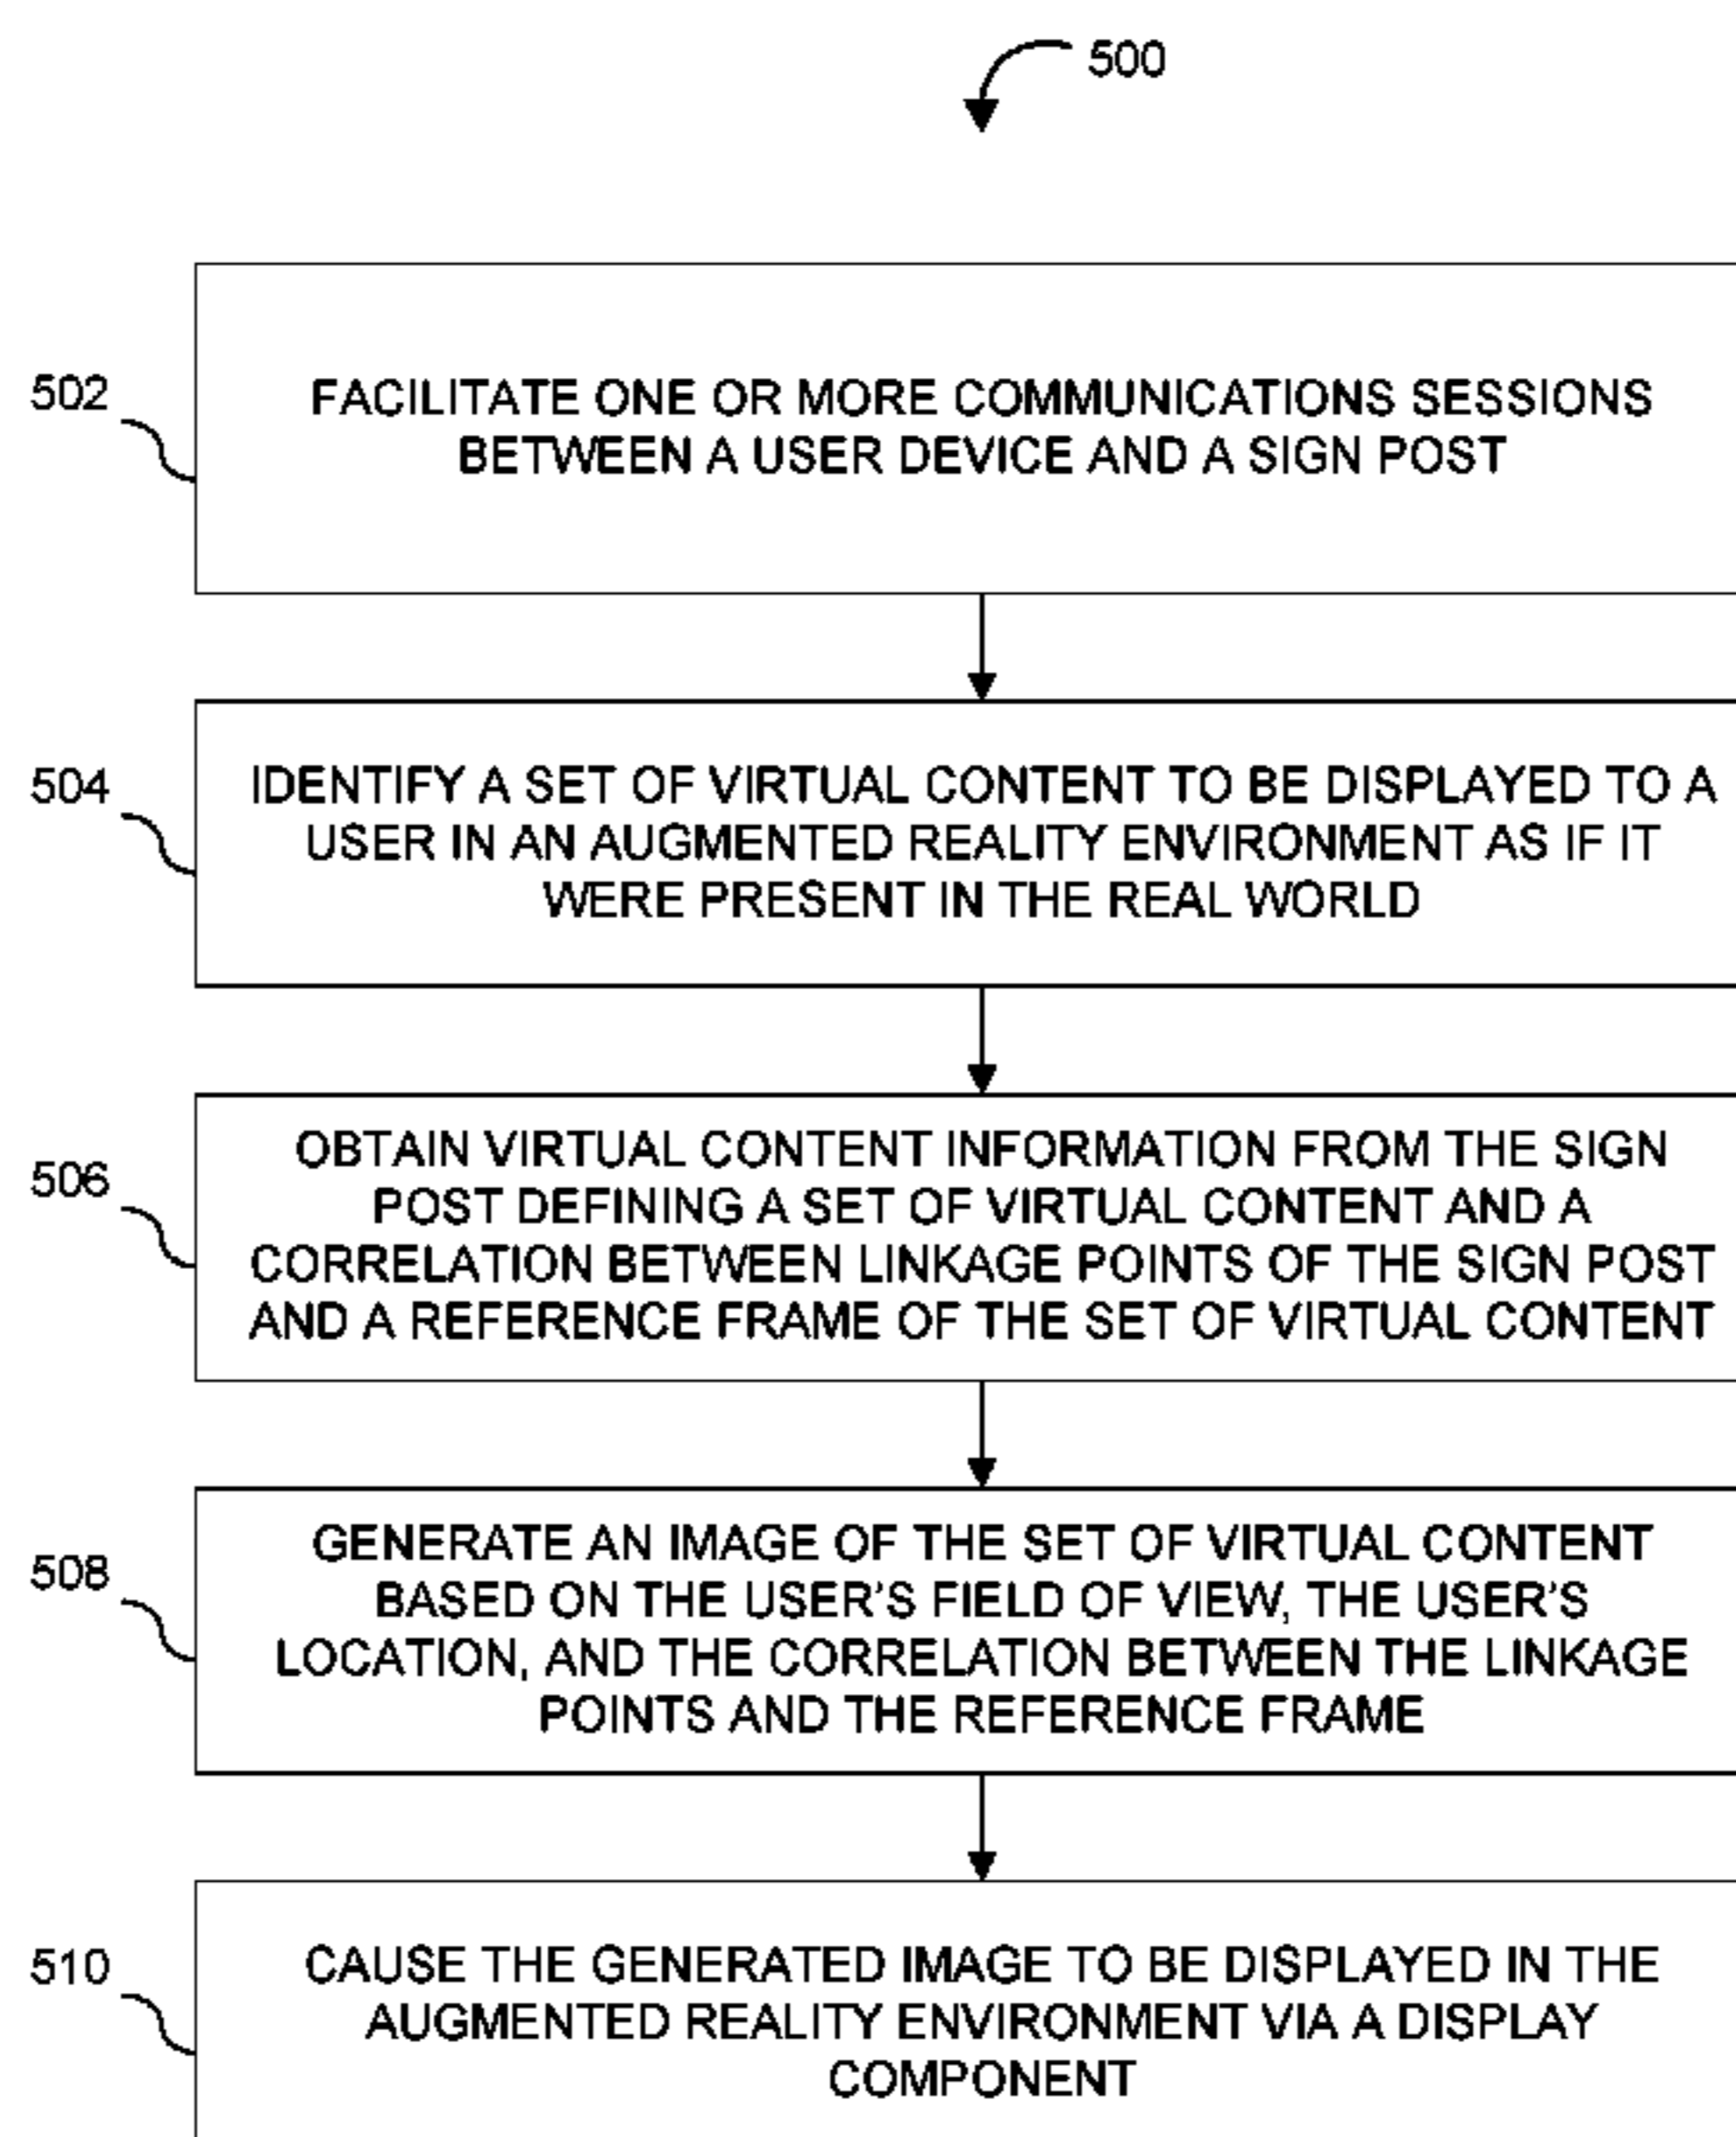 500
502
FACILITATE ONE OR MORE COMMUNICATIONS SESSIONS
BETWEEN A USER DEVICE AND A SIGN POST
504
IDENTIFY A SET OF VIRTUAL CONTENT TO BE DISPLAYED TO A
USER IN AN AUGMENTED REALITY ENVIRONMENT AS IF IT
WERE PRESENT IN THE REAL WORLD
506
OBTAIN VIRTUAL CONTENT INFORMATION FROM THE SIGN
POST DEFINING A SET OF VIRTUAL CONTENT AND A
CORRELATION BETWEEN LINKAGE POINTS OF THE SIGN POST
AND A REFERENCE FRAME OF THE SET OF VIRTUAL CONTENT
508
GENERATE AN IMAGE OF THE SET OF VIRTUAL CONTENT
BASED ON THE USER'S FIELD OF VIEW, THE USER'S
LOCATION, AND THE CORRELATION BETWEEN THE LINKAGE
POINTS AND THE REFERENCE FRAME
510
CAUSE THE GENERATED IMAGE TO BE DISPLAYED IN THE
AUGMENTED REALITY ENVIRONMENT VIA A DISPLAY
COMPONENT